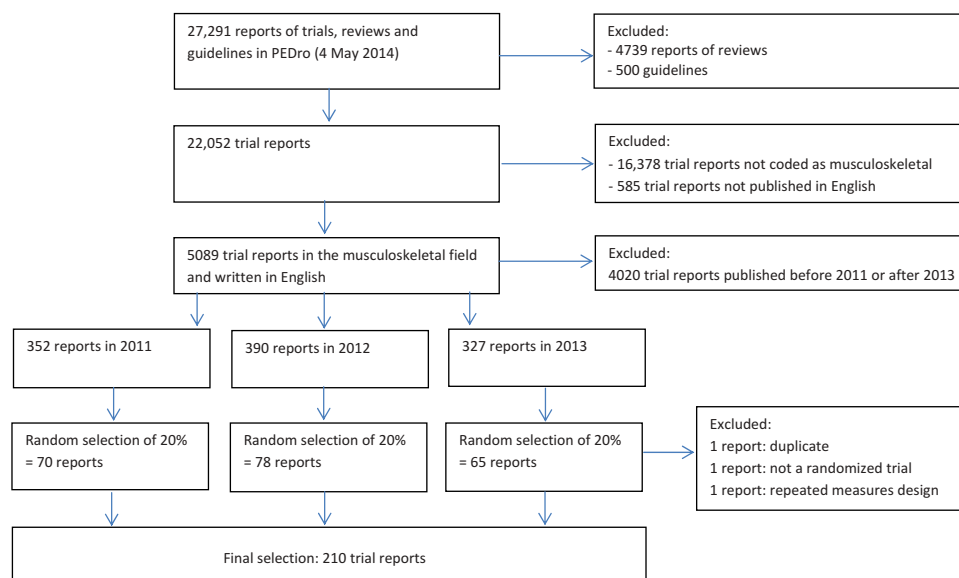 27,291 reports of trials, reviews and
guidelines in PEDro (4 May 2014)
Excluded:
- 4739 reports of reviews
- 500 guidelines
22,052 trial reports
Excluded:
- 16,378 trial reports not coded as musculoskeletal
- 585 trial reports not published in English
5089 trial reports in the musculoskeletal field
and written in English
Excluded:
4020 trial reports published before 2011 or after 2013
352 reports in 2011
390 reports in 2012
327 reports in 2013
Random selection of 20%
= 70 reports
Random selection of 20%
= 78 reports
Random selection of 20%
= 65 reports
Excluded:
1 report: duplicate
1 report: not a randomized trial
1 report: repeated measures design
Final selection: 210 trial reports